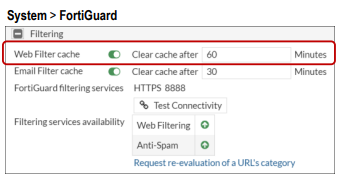 System > FortiGuard
Filtering
Web Filter cache Clear cache after 60 Minutes
Email Filter cache Clear cache after 30 Minutes
FortiGuard filtering services HTTPS 8888
Test Connectivity
Filtering services availability Web Filtering
Anti-Spam
Request re-evaluation of a URL's category